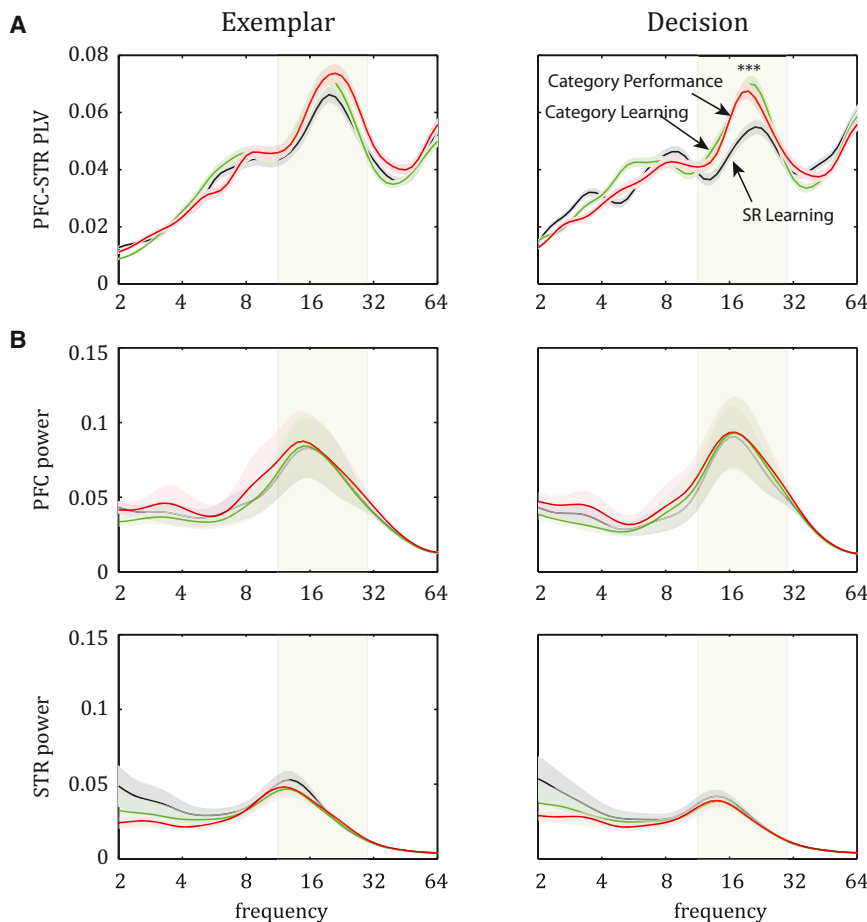 A
Exemplar
Decision
PFC-STR PLV
0.08
0.06
0.04
0.02
0
2 4 8 16 32 64
***
Category Performance
Category Learning
SR Learning
2 4 8 16 32 64
B
PFC power
0.15
0.1
0.05
0
2 4 8 16 32 64
2 4 8 16 32 64
STR power
0.15
0.1
0.05
0
2 4 8 16 32 64
frequency
2 4 8 16 32 64
frequency